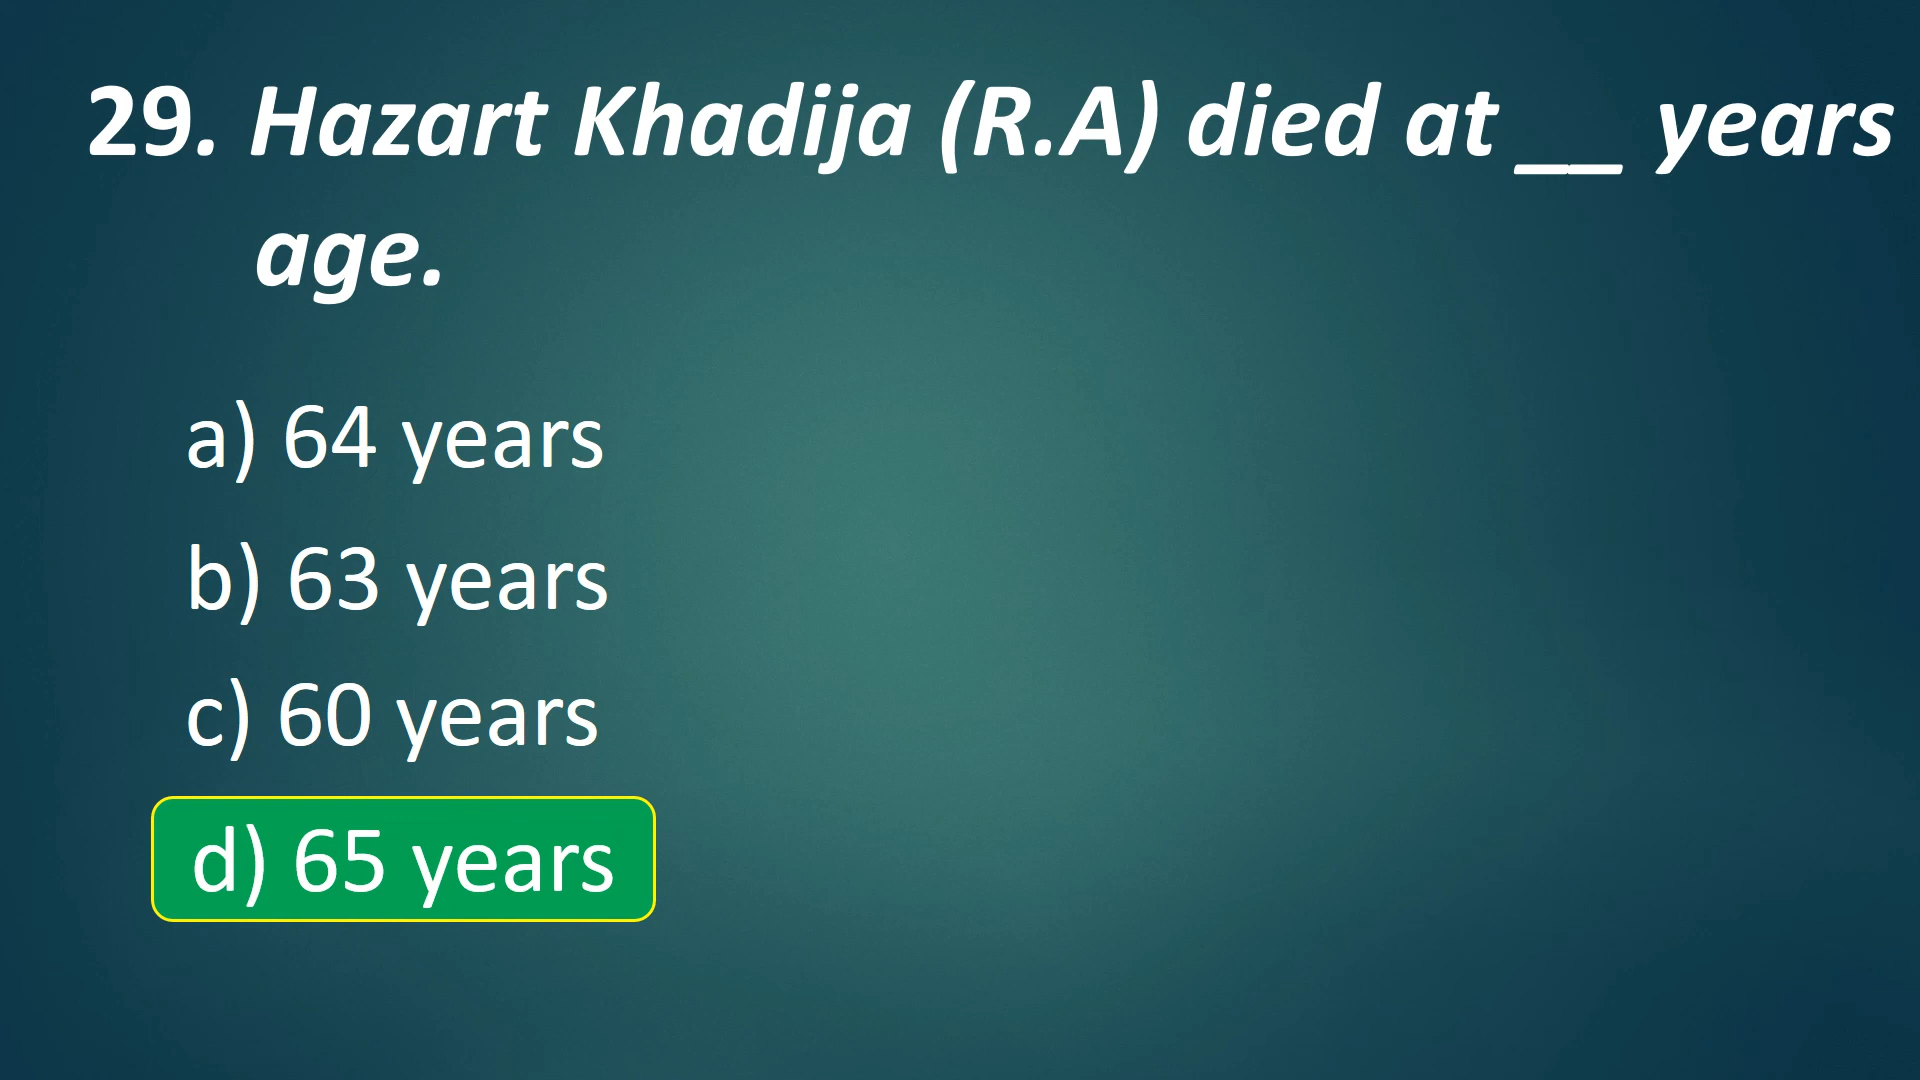 29. Hazart Khadija (R.A) died at __ years
age.
a) 64 years
b) 63 years
c) 60 years
d) 65 years